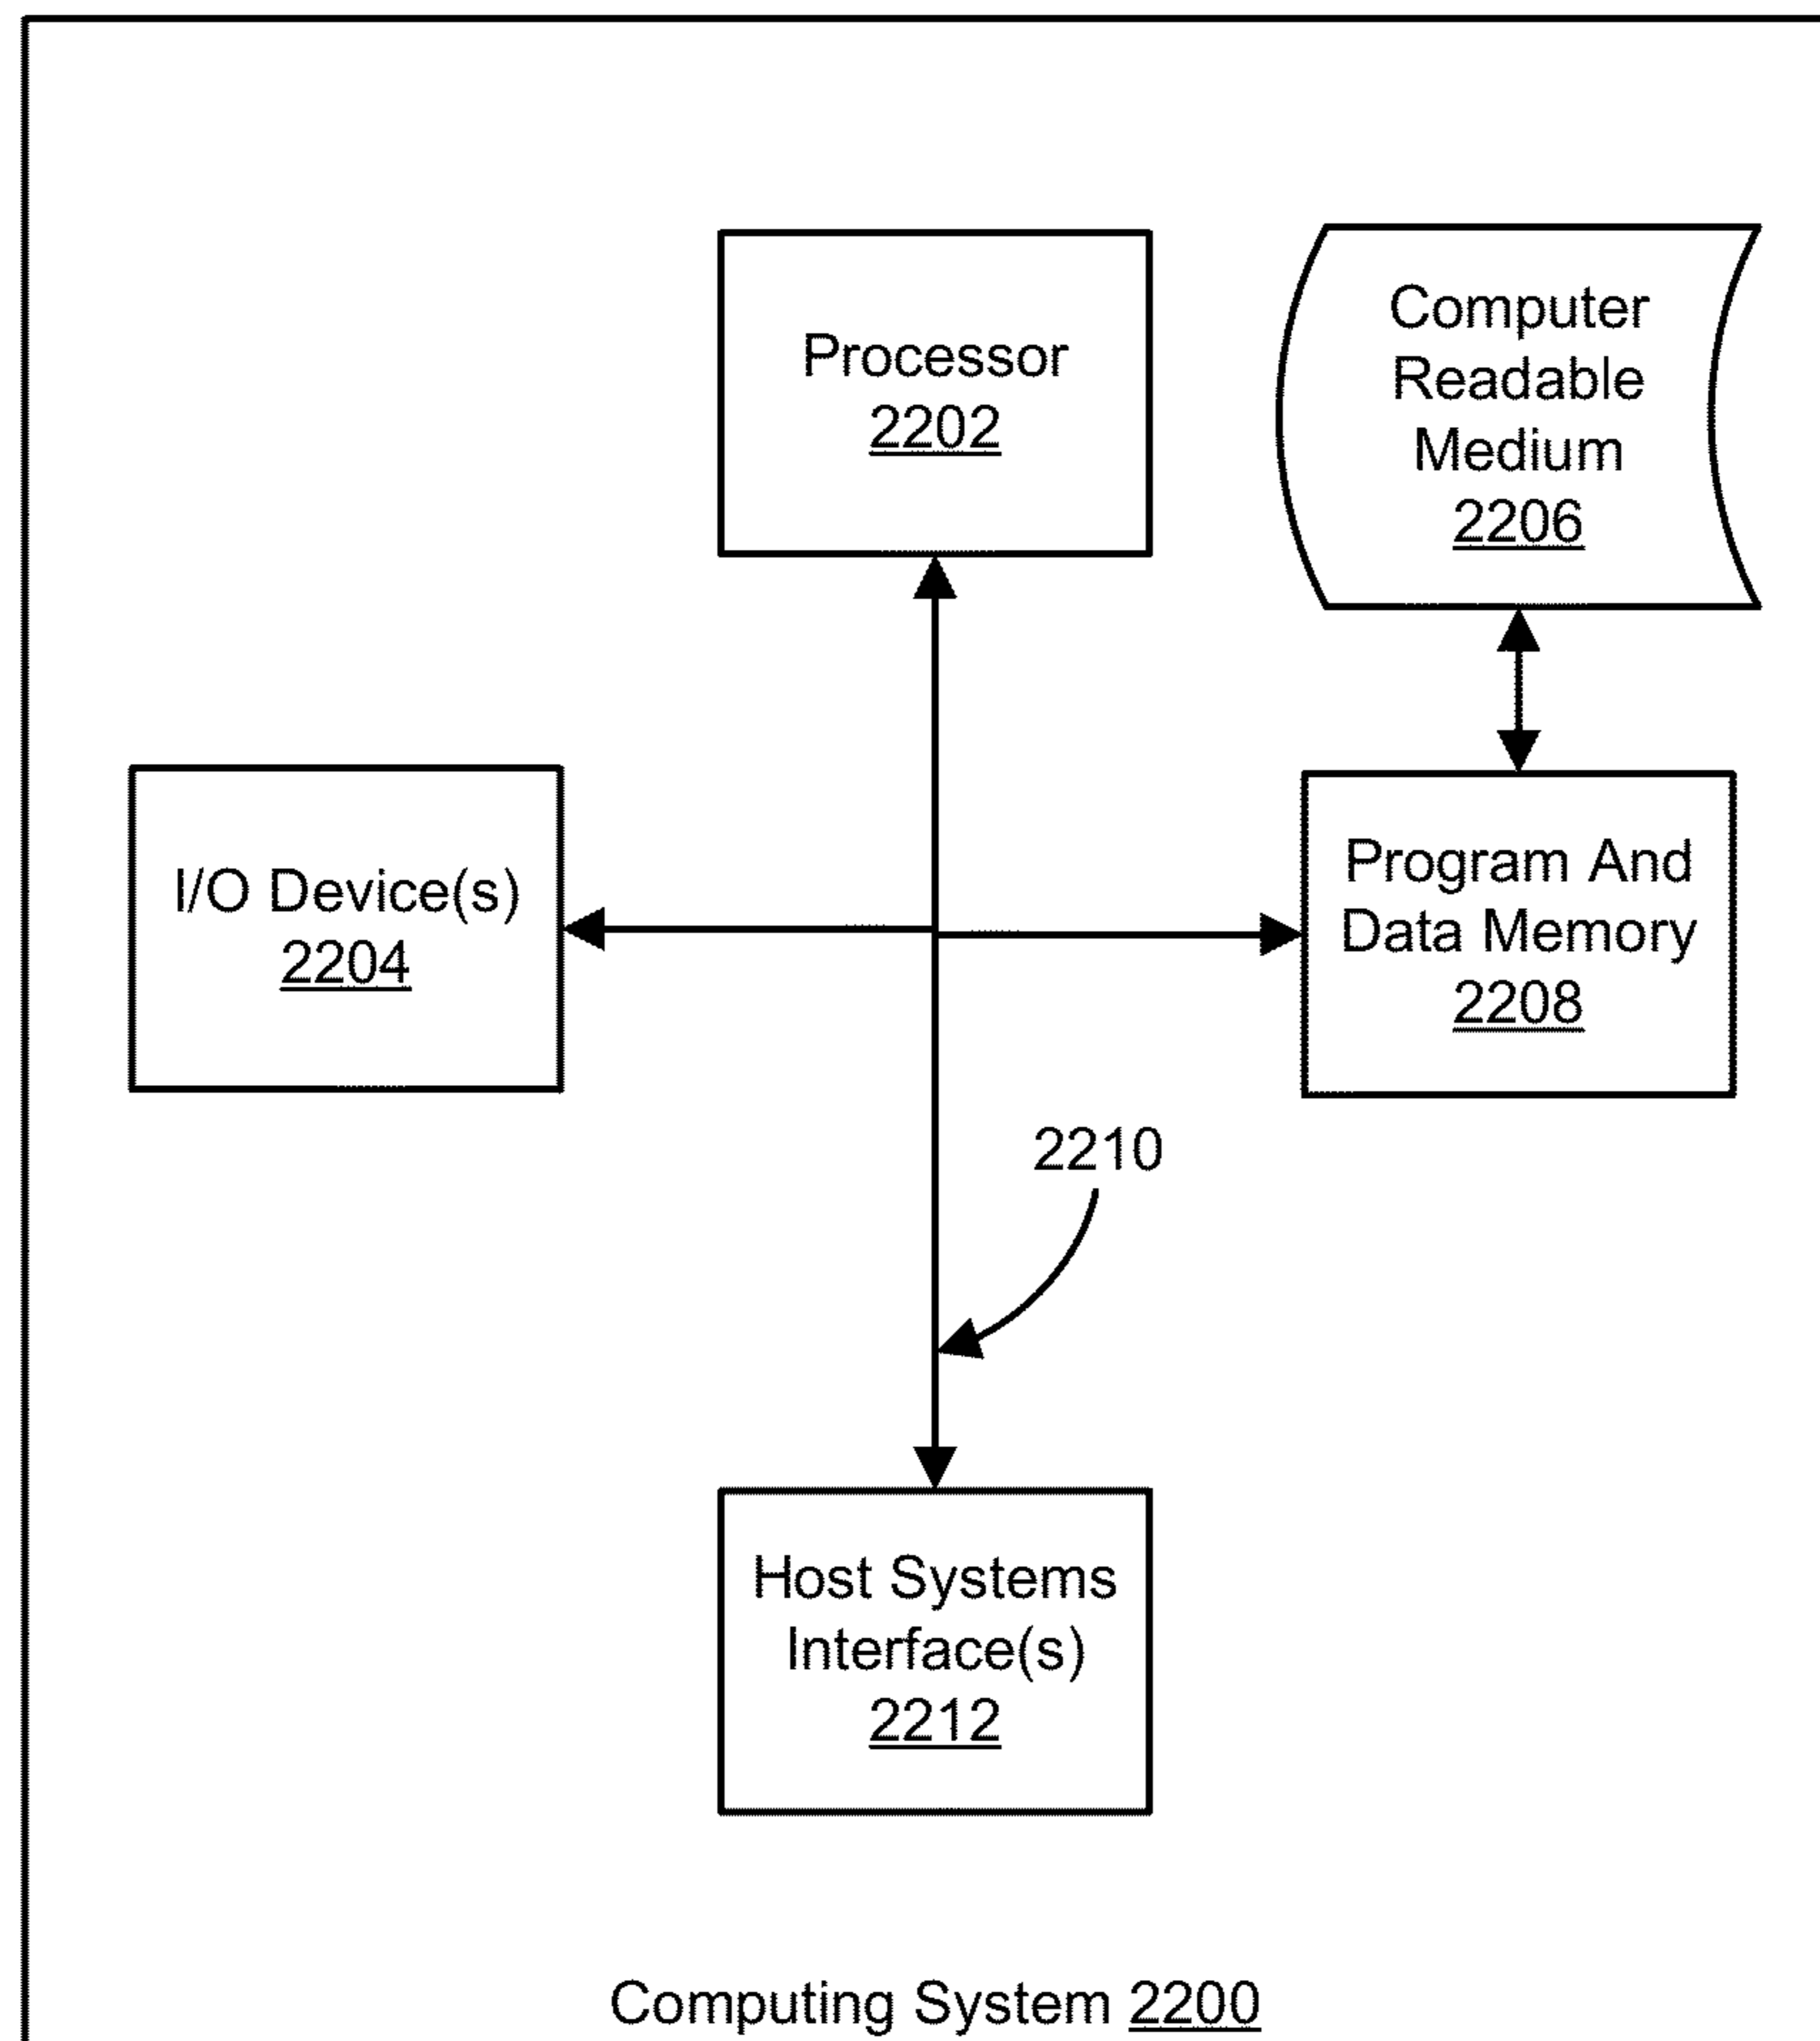 Processor
2202
Computer
Readable
Medium
2206
I/O Device(s)
2204
Program And
Data Memory
2208
2210
Host Systems
Interface(s)
2212
Computing System 2200